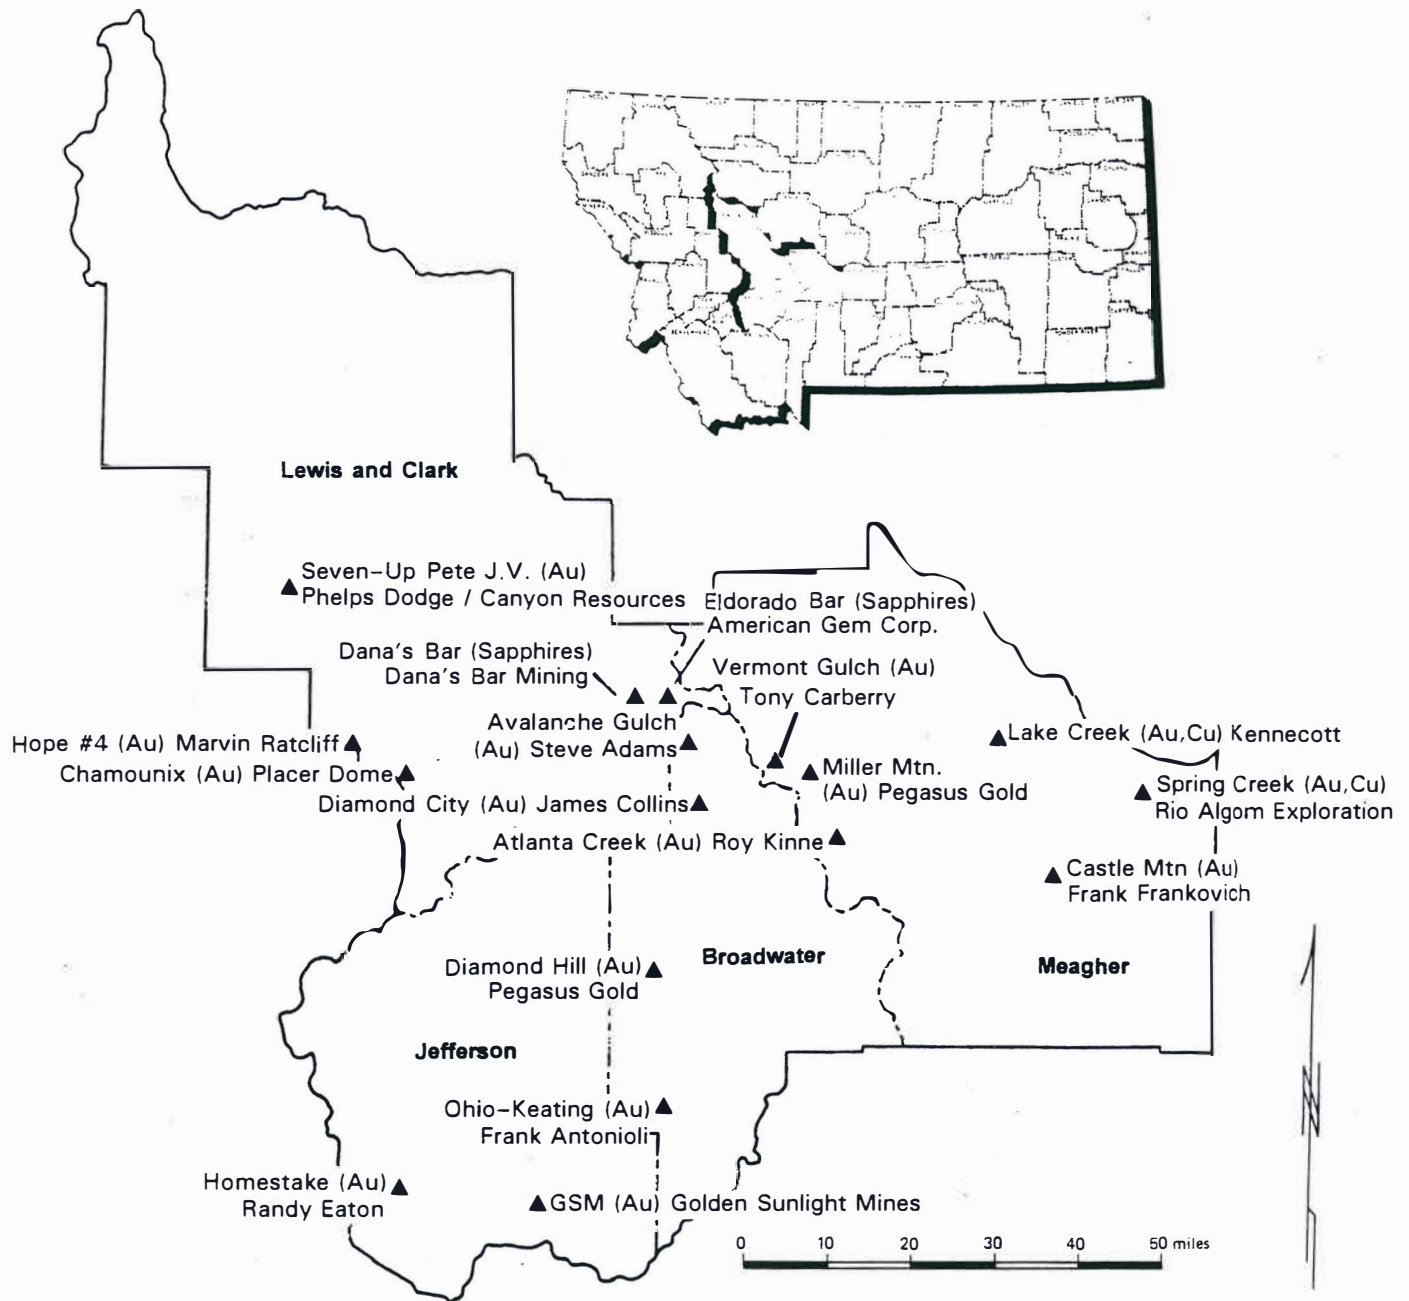 BEAVERHEAD
POWDER RIVER
Lewis and Clark
Seven-Up Pete J.V. (Au)
Phelps Dodge / Canyon Resources
Eldorado Bar (Sapphires)
American Gem Corp.
Dana's Bar (Sapphires)
Dana's Bar Mining
Vermont Gulch (Au)
Tony Carberry
Avalanche Gulch
(Au) Steve Adams
Hope #4 (Au) Marvin Ratcliff
Lake Creek (Au,Cu) Kennecott
Chamounix (Au) Placer Dome
Miller Mtn.
(Au) Pegasus Gold
Spring Creek (Au,Cu)
Rio Algom Exploration
Diamond City (Au) James Collins
Atlanta Creek (Au) Roy Kinne
Castle Mtn (Au)
Frank Frankovich
Broadwater
Meagher
Diamond Hill (Au)
Pegasus Gold
Jefferson
Ohio-Keating (Au)
Frank Antonioli
Homestake (Au)
Randy Eaton
GSM (Au) Golden Sunlight Mines
0 10 20 30 40 50 miles
N